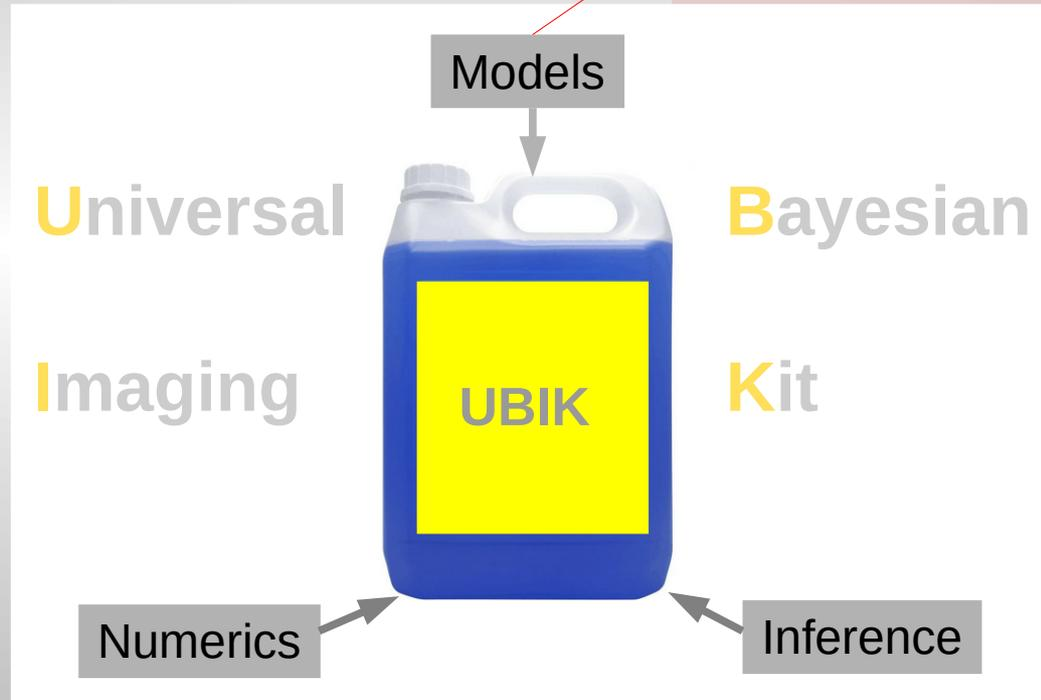 Models
Universal
Bayesian
Imaging
Kit
UBIK
Numerics
Inference